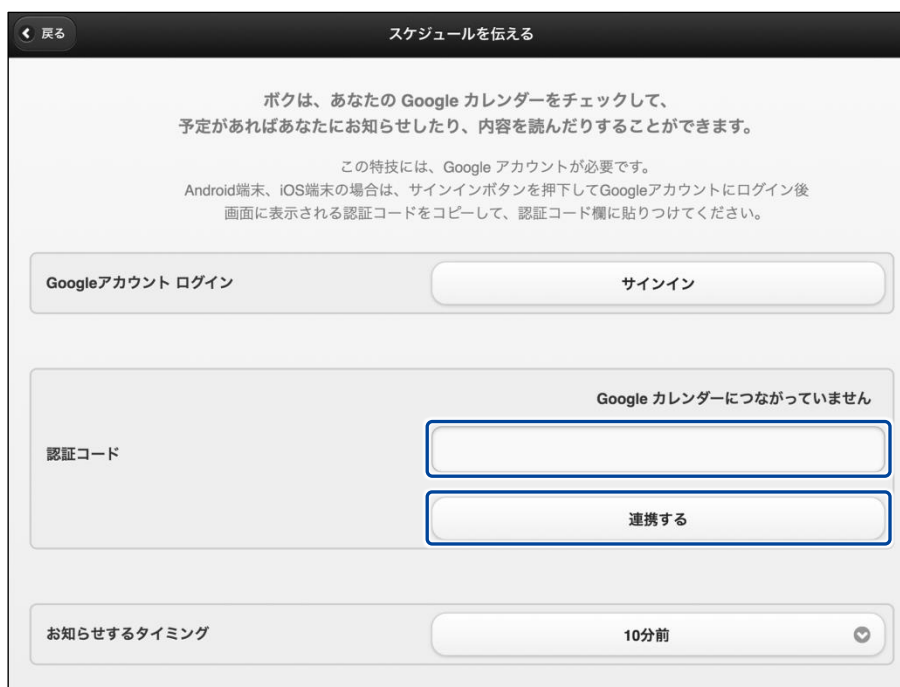 戻る
スケジュールを伝える
ボクは、あなたの Google カレンダーをチェックして、
予定があればあなたにお知らせしたり、内容を読んだりすることができます。
この特技には、Google アカウントが必要です。
Android端末、iOS端末の場合は、サインインボタンを押下してGoogleアカウントにログイン後
画面に表示される認証コードをコピーして、認証コード欄に貼りつけてください。
Googleアカウント ログイン
サインイン
Google カレンダーにつながっていません
認証コード
連携する
お知らせするタイミング
10分前